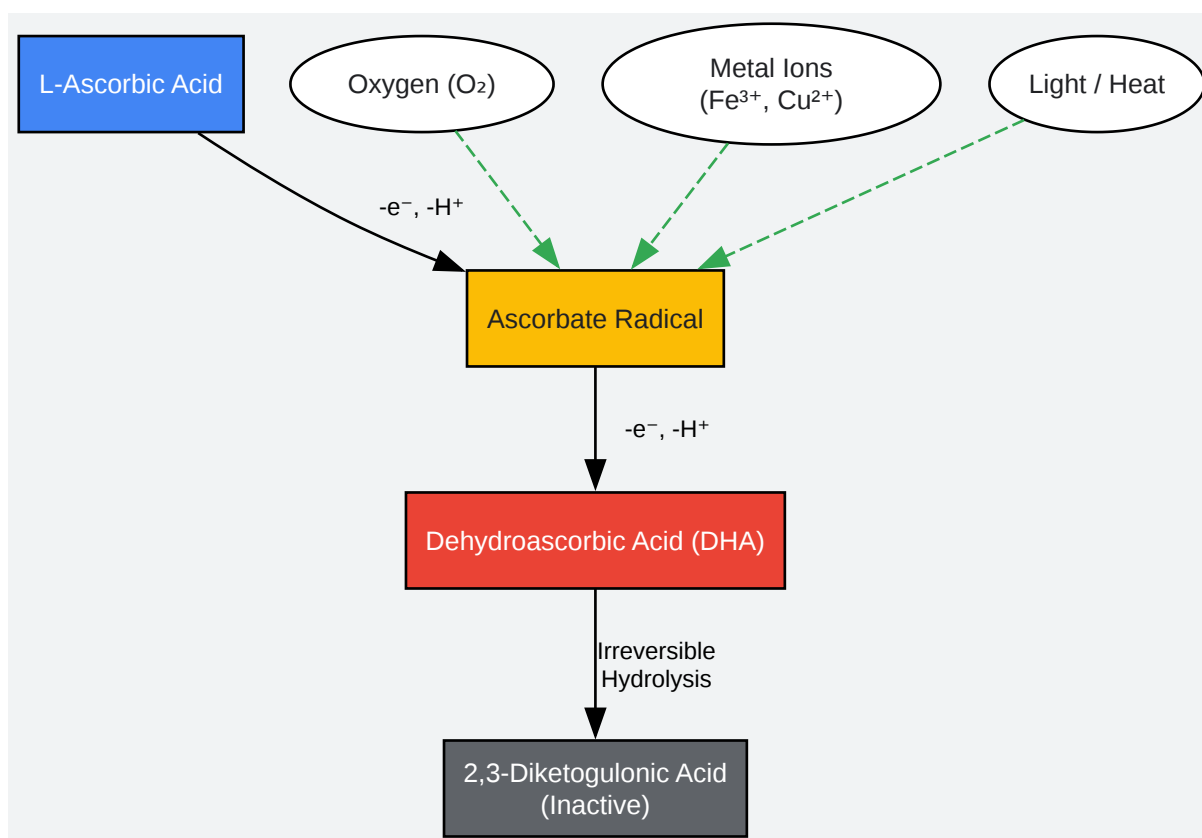 L-Ascorbic Acid
Oxygen (O₂)
Metal Ions
(Fe³⁺, Cu²⁺)
Light / Heat
-e⁻, -H⁺
Ascorbate Radical
-e⁻, -H⁺
Dehydroascorbic Acid (DHA)
Irreversible
Hydrolysis
2,3-Diketogulonic Acid
(Inactive)